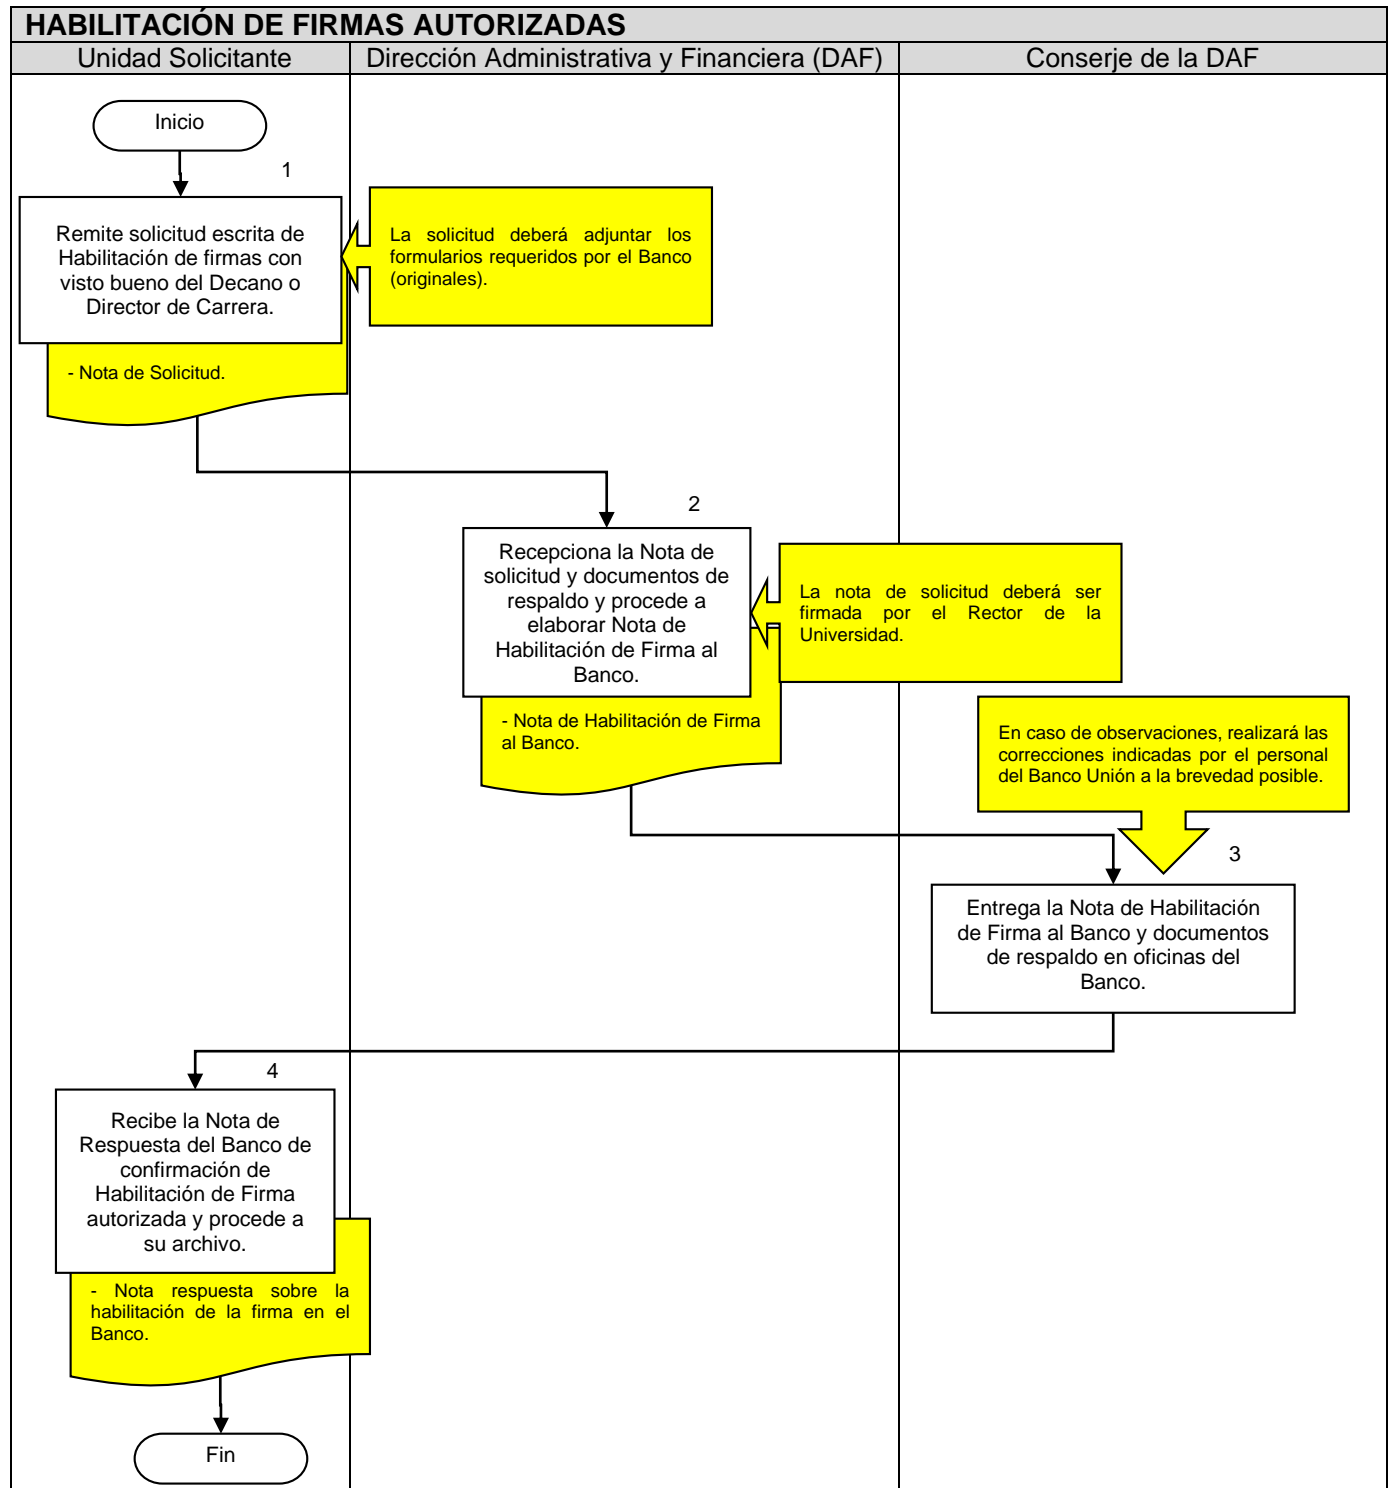 HABILITACIÓN DE FIRMAS AUTORIZADAS
Unidad Solicitante
Dirección Administrativa y Financiera (DAF)
Conserje de la DAF
Inicio
1
Remite solicitud escrita de
Habilitación de firmas con
visto bueno del Decano o
Director de Carrera.
La solicitud deberá adjuntar los
formularios requeridos por el Banco
(originales).
- Nota de Solicitud.
2
Recepciona la Nota de
solicitud y documentos de
respaldo y procede a
elaborar Nota de
Habilitación de Firma al
Banco.
La nota de solicitud deberá ser
firmada por el Rector de la
Universidad.
- Nota de Habilitación de Firma
al Banco.
En caso de observaciones, realizará las
correcciones indicadas por el personal
del Banco Unión a la brevedad posible.
3
Entrega la Nota de Habilitación
de Firma al Banco y documentos
de respaldo en oficinas del
Banco.
4
Recibe la Nota de
Respuesta del Banco de
confirmación de
Habilitación de Firma
autorizada y procede a
su archivo.
- Nota respuesta sobre la
habilitación de la firma en el
Banco.
Fin